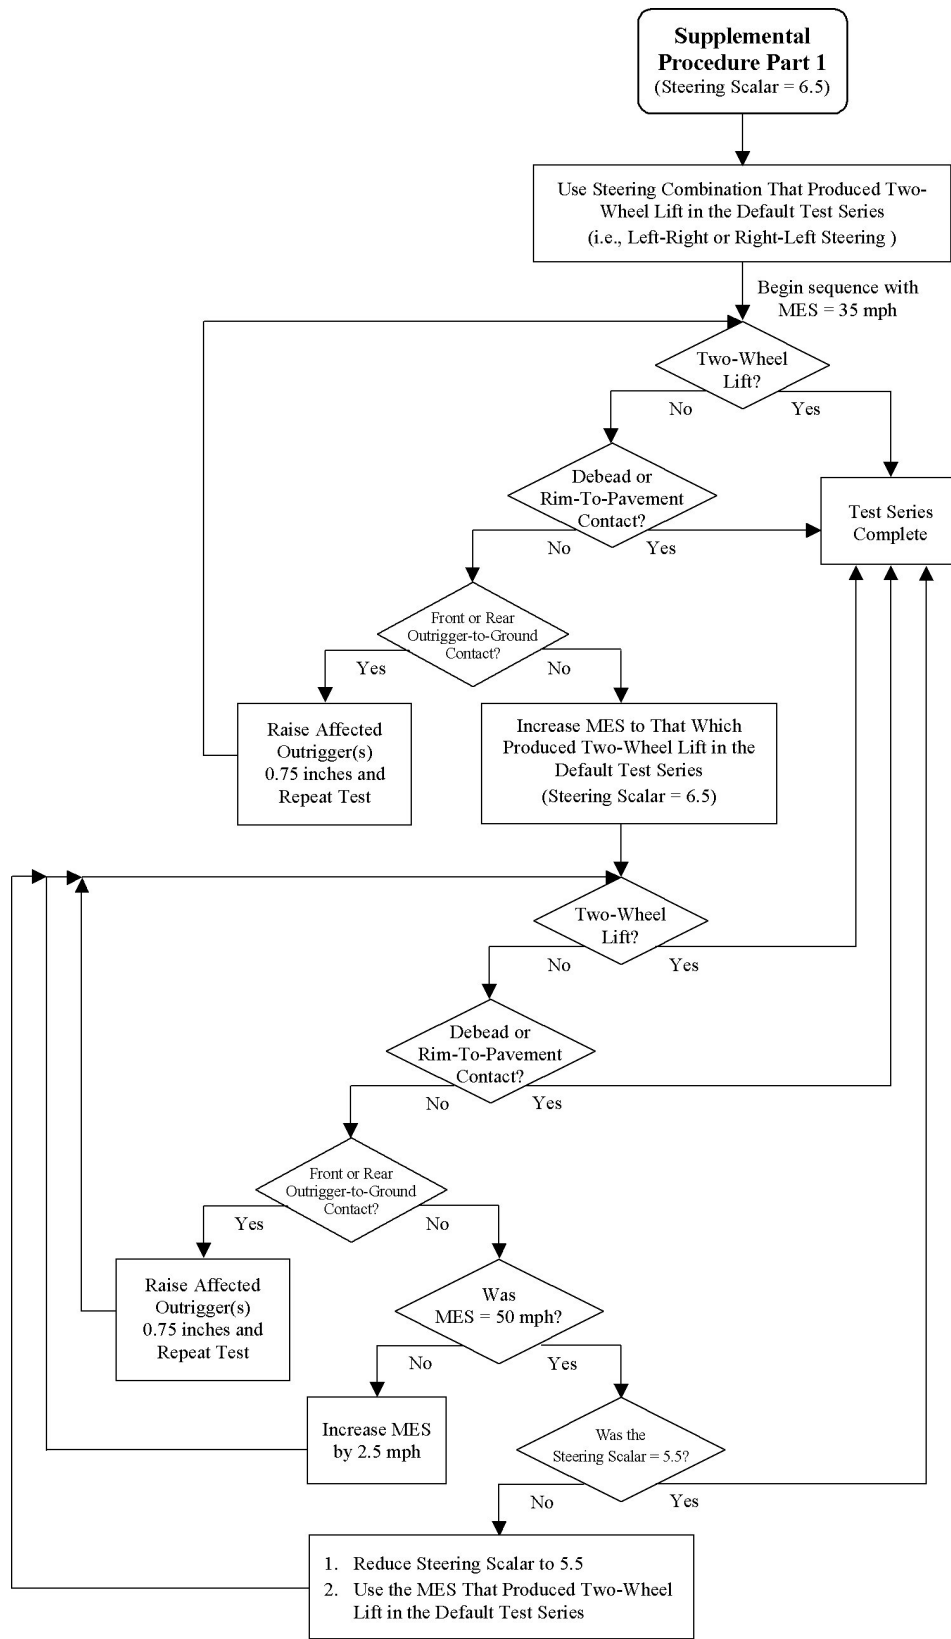 Supplemental
Procedure Part 1
(Steering Scalar = 6.5)
Use Steering Combination That Produced Two-
Wheel Lift in the Default Test Series
(i.e., Left-Right or Right-Left Steering )
Begin sequence with
MES = 35 mph
Two-Wheel
Lift?
No
Yes
Debead or
Rim-To-Pavement
Contact?
Test Series
Complete
No
Yes
Front or Rear
Outrigger-to-Ground
Contact?
Yes
No
Raise Affected
Outrigger(s)
0.75 inches and
Repeat Test
Increase MES to That Which
Produced Two-Wheel Lift in the
Default Test Series
(Steering Scalar = 6.5)
Two-Wheel
Lift?
No
Yes
Debead or
Rim-To-Pavement
Contact?
No
Yes
Front or Rear
Outrigger-to-Ground
Contact?
Yes
No
Raise Affected
Outrigger(s)
0.75 inches and
Repeat Test
Was
MES = 50 mph?
No
Yes
Increase MES
by 2.5 mph
Was the
Steering Scalar = 5.5?
No
Yes
1. Reduce Steering Scalar to 5.5
2. Use the MES That Produced Two-Wheel
Lift in the Default Test Series